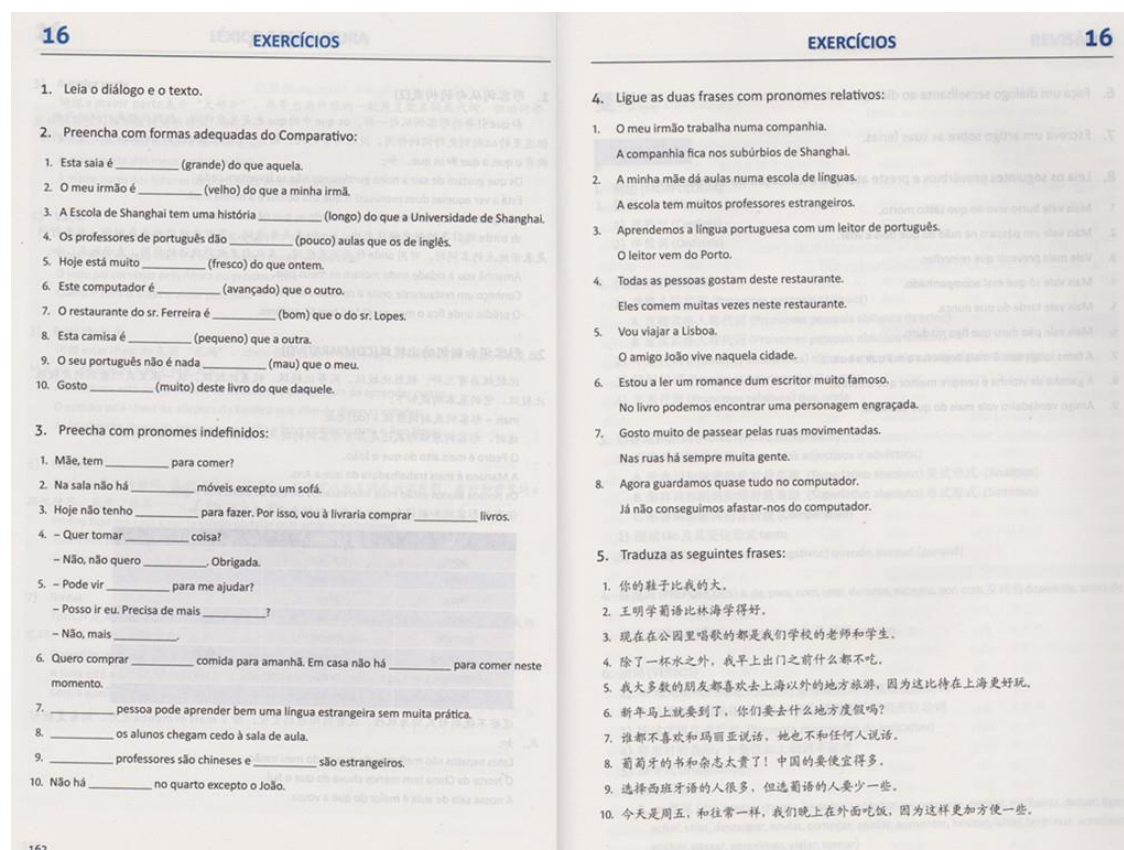 16
EXERCÍCIOS
1. Leia o diálogo e o texto.
2. Preencha com formas adequadas do Comparativo:
1. Esta saia é __________ (grande) do que aquela.
2. O meu irmão é __________ (velho) do que a minha irmã.
3. A Escola de Shanghai tem uma história __________ (longo) do que a Universidade de Shanghai.
4. Os professores de português dão __________ (pouco) aulas que os de inglês.
5. Hoje está muito __________ (fresco) do que ontem.
6. Este computador é __________ (avançado) que o outro.
7. O restaurante do sr. Ferreira é __________ (bom) que o do sr. Lopes.
8. Esta camisa é __________ (pequeno) que a outra.
9. O seu português não é nada __________ (mau) que o meu.
10. Gosto __________ (muito) deste livro do que daquele.
3. Preecha com pronomes indefinidos:
1. Mãe, tem __________ para comer?
2. Na sala não há __________ móveis excepto um sofá.
3. Hoje não tenho __________ para fazer. Por isso, vou à livraria comprar __________ livros.
4. – Quer tomar __________ coisa?
– Não, não quero __________. Obrigada.
5. – Pode vir __________ para me ajudar?
– Posso ir eu. Precisa de mais __________?
– Não, mais __________.
6. Quero comprar __________ comida para amanhã. Em casa não há __________ para comer neste
momento.
7. __________ pessoa pode aprender bem uma língua estrangeira sem muita prática.
8. __________ os alunos chegam cedo à sala de aula.
9. __________ professores são chineses e __________ são estrangeiros.
10. Não há __________ no quarto excepto o João.
162
EXERCÍCIOS
16
4. Ligue as duas frases com pronomes relativos:
1. O meu irmão trabalha numa companhia.
A companhia fica nos subúrbios de Shanghai.
2. A minha mãe dá aulas numa escola de línguas.
A escola tem muitos professores estrangeiros.
3. Aprendemos a língua portuguesa com um leitor de português.
O leitor vem do Porto.
4. Todas as pessoas gostam deste restaurante.
Eles comem muitas vezes neste restaurante.
5. Vou viajar a Lisboa.
O amigo João vive naquela cidade.
6. Estou a ler um romance dum escritor muito famoso.
No livro podemos encontrar uma personagem engraçada.
7. Gosto muito de passear pelas ruas movimentadas.
Nas ruas há sempre muita gente.
8. Agora guardamos quase tudo no computador.
Já não conseguimos afastar-nos do computador.
5. Traduza as seguintes frases:
1. 你的鞋子比我的大。
2. 王明学葡语比林海学得好。
3. 现在在公园里唱歌的都是我们学校的老师和学生。
4. 除了一杯水之外，我早上出门之前什么都不吃。
5. 我大多数的朋友都喜欢去上海以外的地方旅游，因为这比待在上海更好玩。
6. 新年马上就要到了，你们要去什么地方度假吗？
7. 谁都不喜欢和玛丽亚说话，她也不和任何人说话。
8. 葡萄牙的书和杂志太贵了！中国的要便宜得多。
9. 选择西班牙语的人很多，但选葡语的人要少一些。
10. 今天是周五，和往常一样，我们晚上在外面吃饭，因为这样更加方便一些。